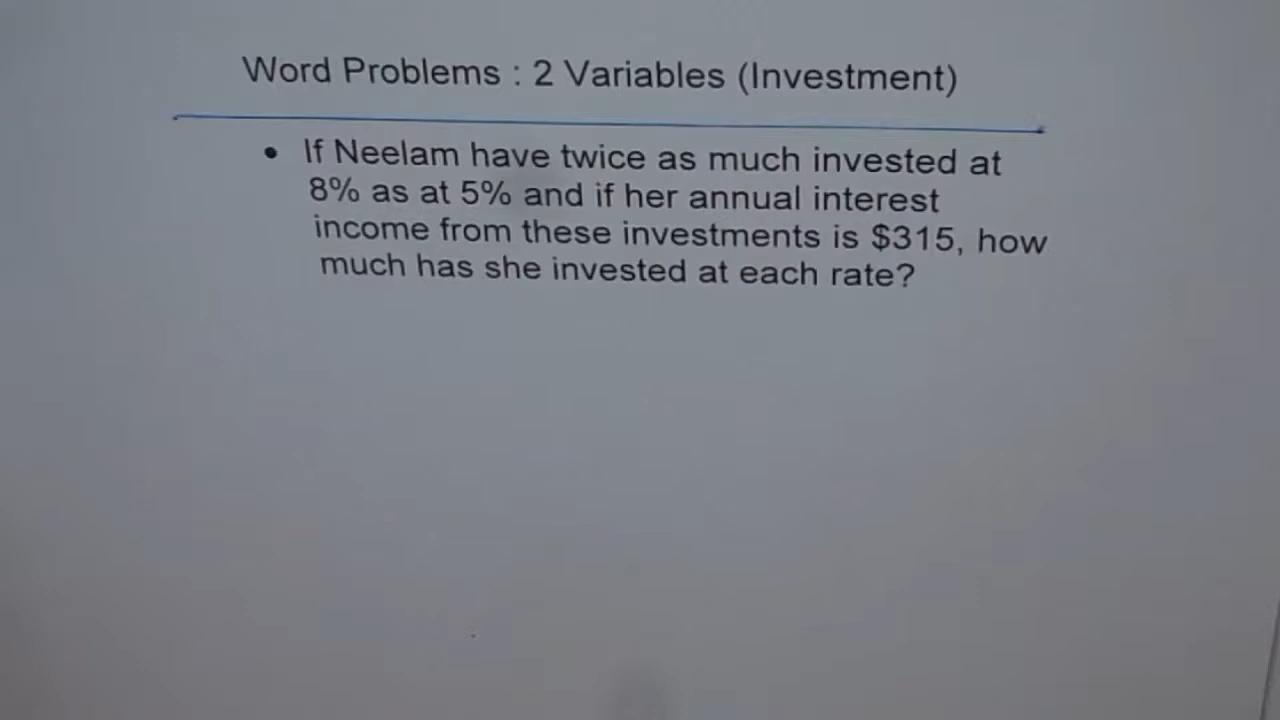 Word Problems : 2 Variables (Investment)
• If Neelam have twice as much invested at
8% as at 5% and if her annual interest
income from these investments is $315, how
much has she invested at each rate?